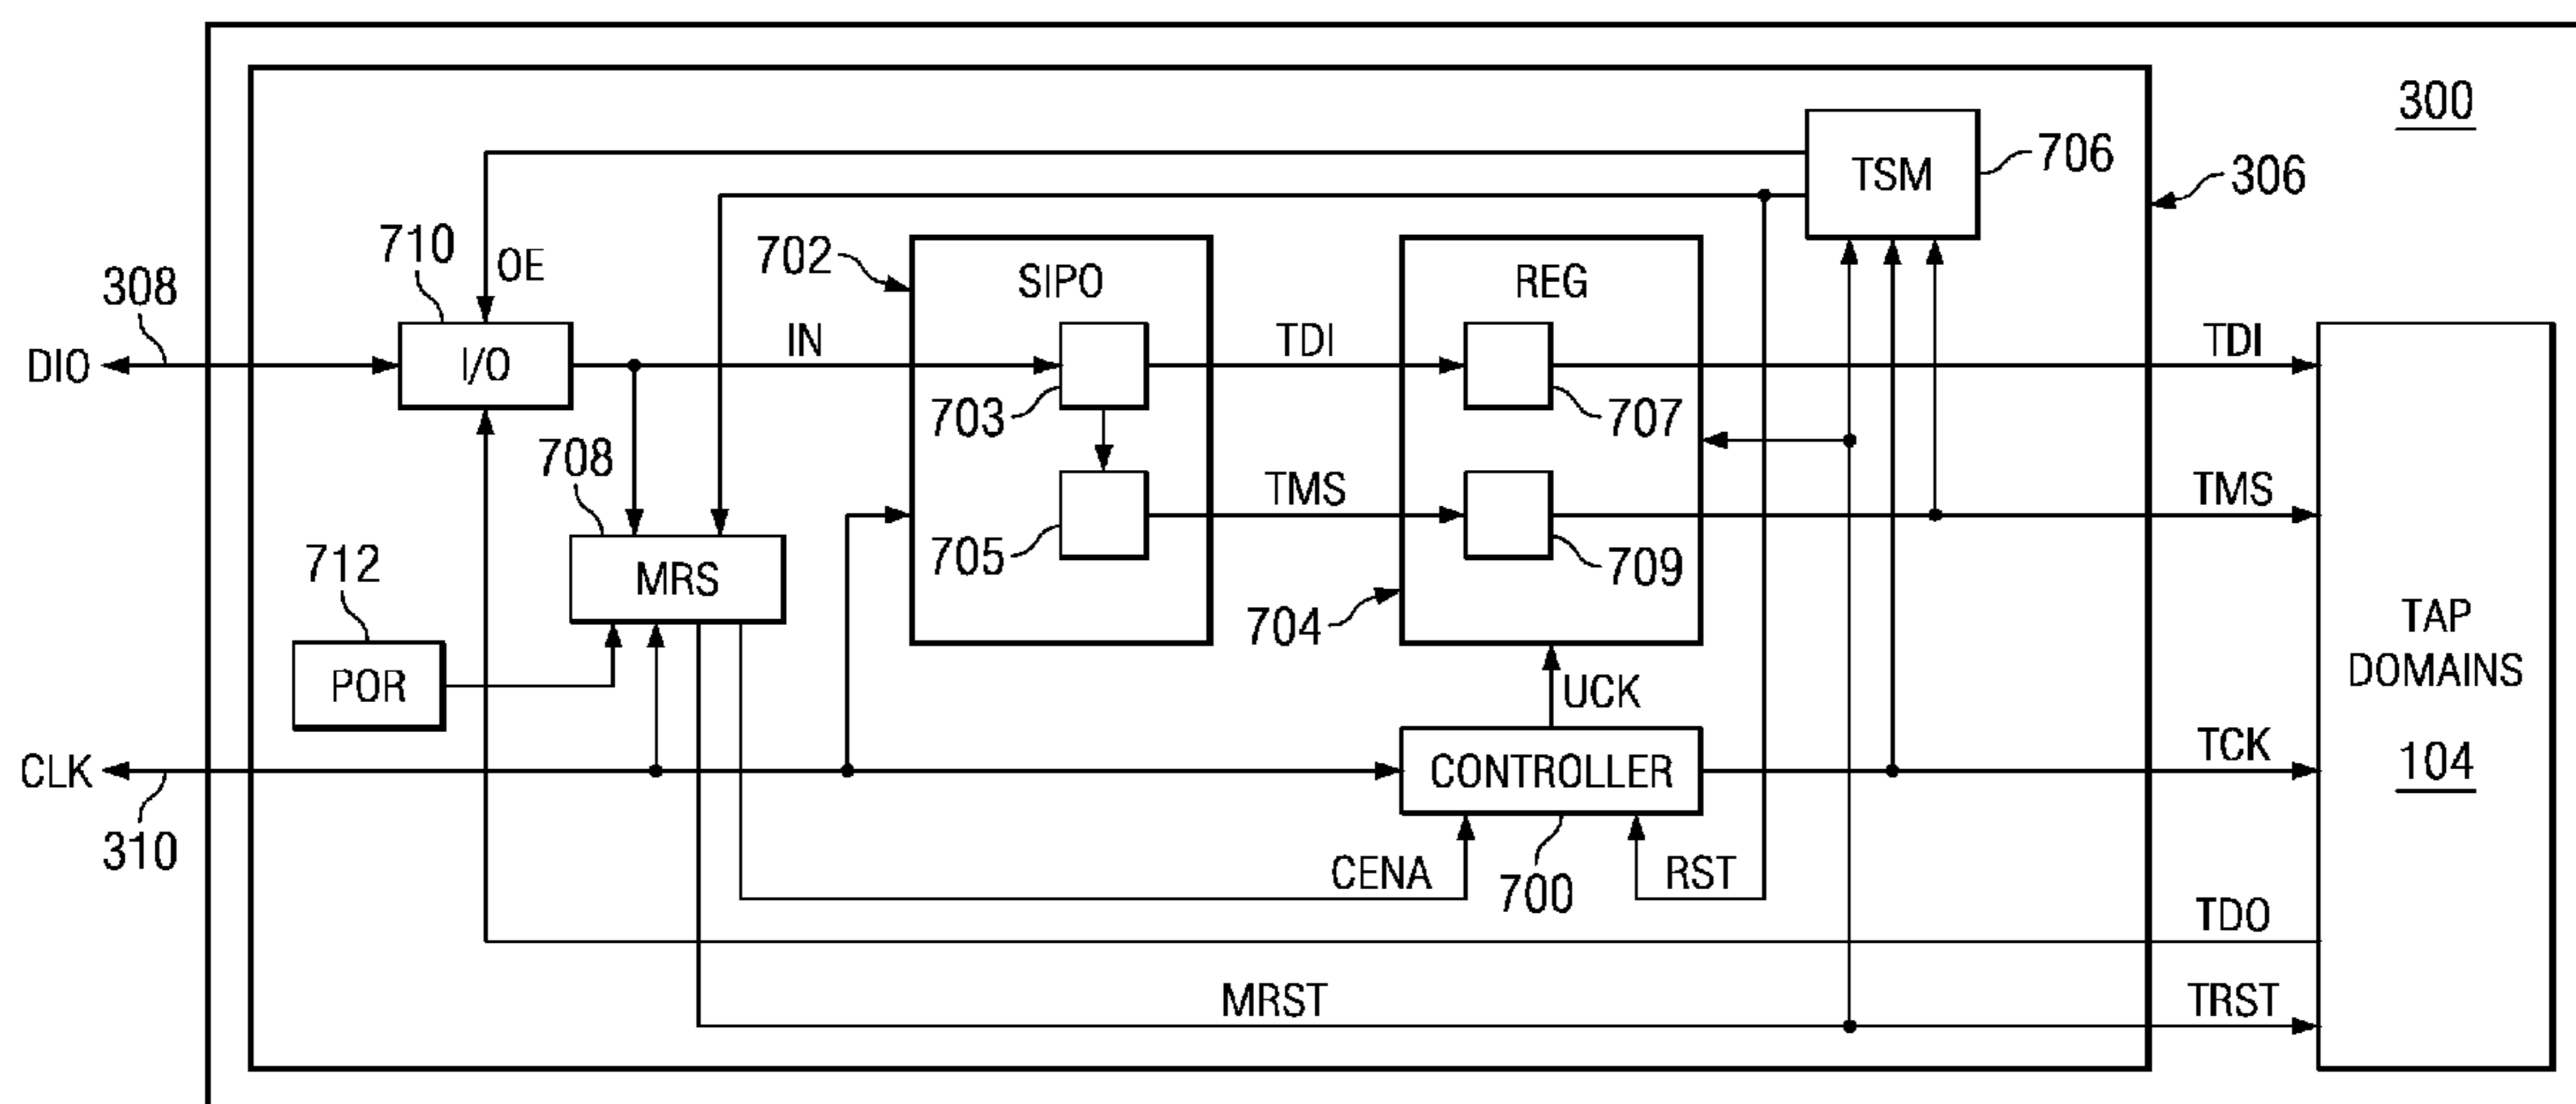 300
TSM
706
306
710
OE
702
308
SIPO
REG
DIO
I/O
IN
TDI
TDI
703
707
708
TMS
TMS
712
MRS
705
709
704
TAP
DOMAINS
104
POR
UCK
CLK
CONTROLLER
TCK
310
CENA
700
RST
TDO
MRST
TRST